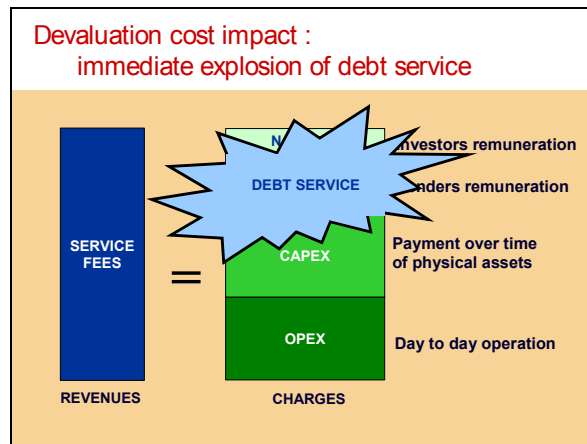 Devaluation cost impact :
immediate explosion of debt service
nvestors remuneration
DEBT SERVICE
nders remuneration
SERVICE
FEES
=
CAPEX
Payment over time
of physical assets
OPEX
Day to day operation
REVENUES
CHARGES